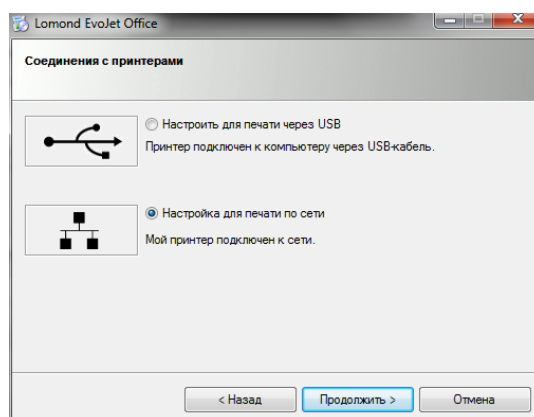 Lomond EvoJet Office
Соединения с принтерами
Настроить для печати через USB
Принтер подключен к компьютеру через USB-кабель.
Настройка для печати по сети
Мой принтер подключен к сети.
< Назад
Продолжить >
Отмена